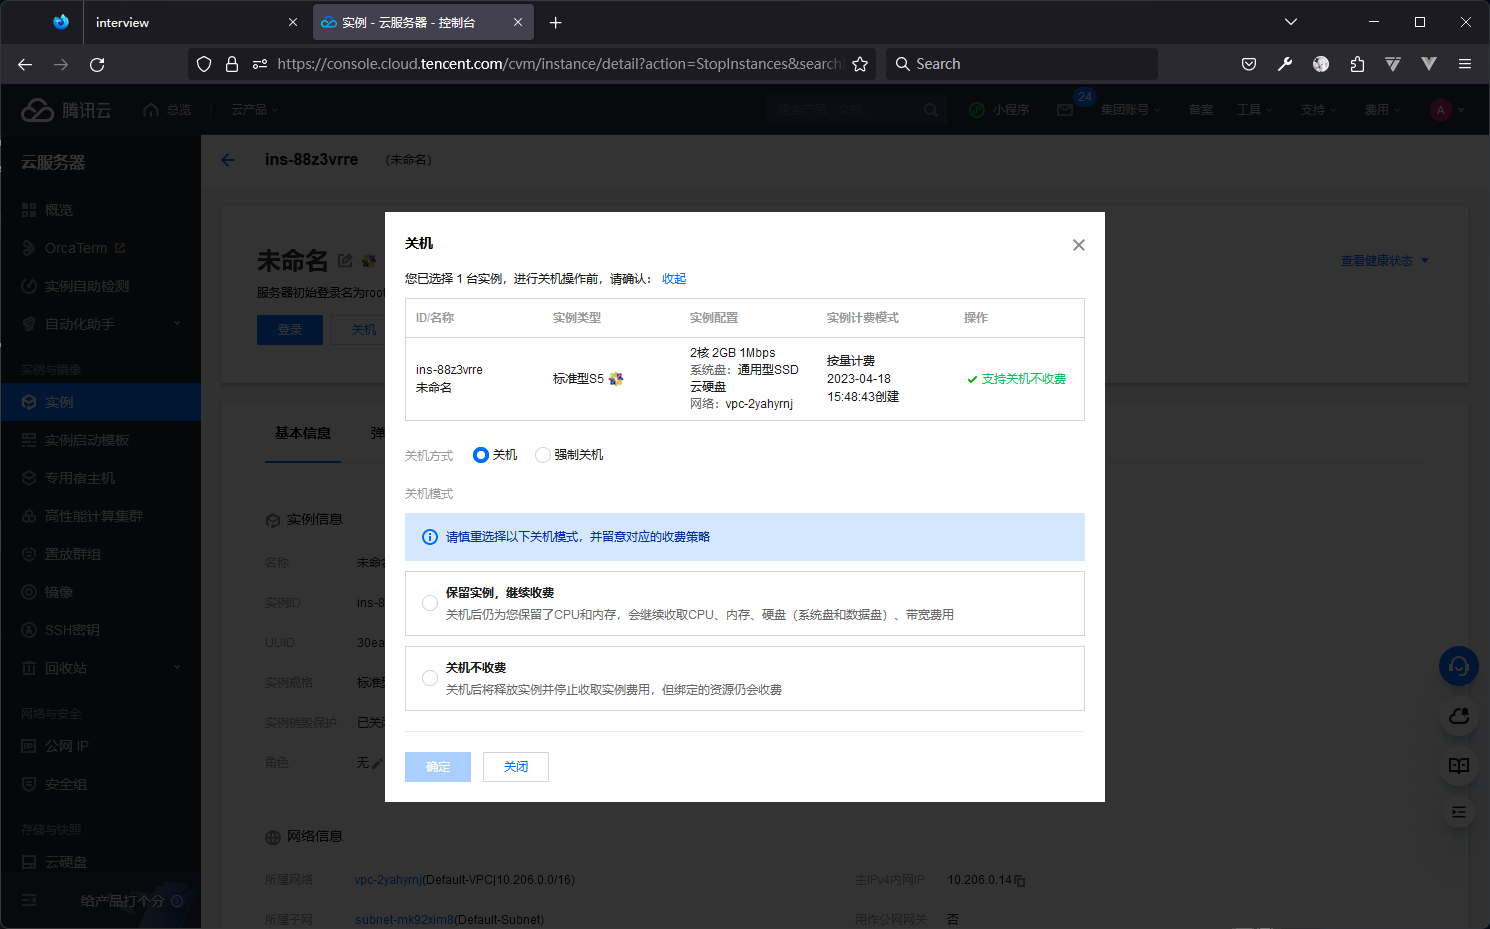 interview
实例 - 云服务器 - 控制台
https://console.cloud.tencent.com/cvm/instance/detail?action=StopInstances&search
Search
腾讯云
总览
云产品
搜索产品、文档...
小程序
24
集团账号
备案
工具
支持
费用
A
云服务器
概览
OrcaTerm
实例自助检测
自动化助手
实例与镜像
实例
实例启动模板
专用宿主机
高性能计算集群
置放群组
镜像
SSH密钥
回收站
网络与安全
公网 IP
安全组
存储与快照
云硬盘
给产品打个分
ins-88z3vrre
(未命名)
未命名
查看健康状态
服务器初始登录名为root
登录
关机
基本信息
弹
实例信息
名称
未命名
实例ID
ins-8
UUID
30ea
实例规格
标准型
实例销毁保护
已关闭
角色
无
网络信息
所属网络
vpc-2yahyrnj(Default-VPC|10.206.0.0/16)
主IPv4内网IP
10.206.0.14
所属子网
subnet-mk92xim8(Default-Subnet)
用作公网网关
否
关机
您已选择 1 台实例，进行关机操作前，请确认： 收起
ID/名称
实例类型
实例配置
实例计费模式
操作
ins-88z3vrre
未命名
标准型S5
2核 2GB 1Mbps
系统盘：通用型SSD
云硬盘
网络：vpc-2yahyrnj
按量计费
2023-04-18
15:48:43创建
支持关机不收费
关机方式
关机
强制关机
关机模式
请慎重选择以下关机模式，并留意对应的收费策略
保留实例，继续收费
关机后仍为您保留了CPU和内存，会继续收取CPU、内存、硬盘（系统盘和数据盘）、带宽费用
关机不收费
关机后将释放实例并停止收取实例费用，但绑定的资源仍会收费
确定
关闭